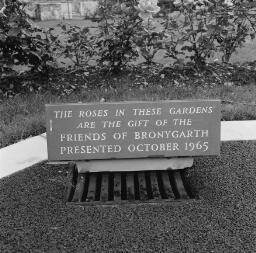 THE ROSES IN THESE GARDENS
ARE THE GIFT OF THE
FRIENDS OF BRONYGARTH
PRESENTED OCTOBER 1965